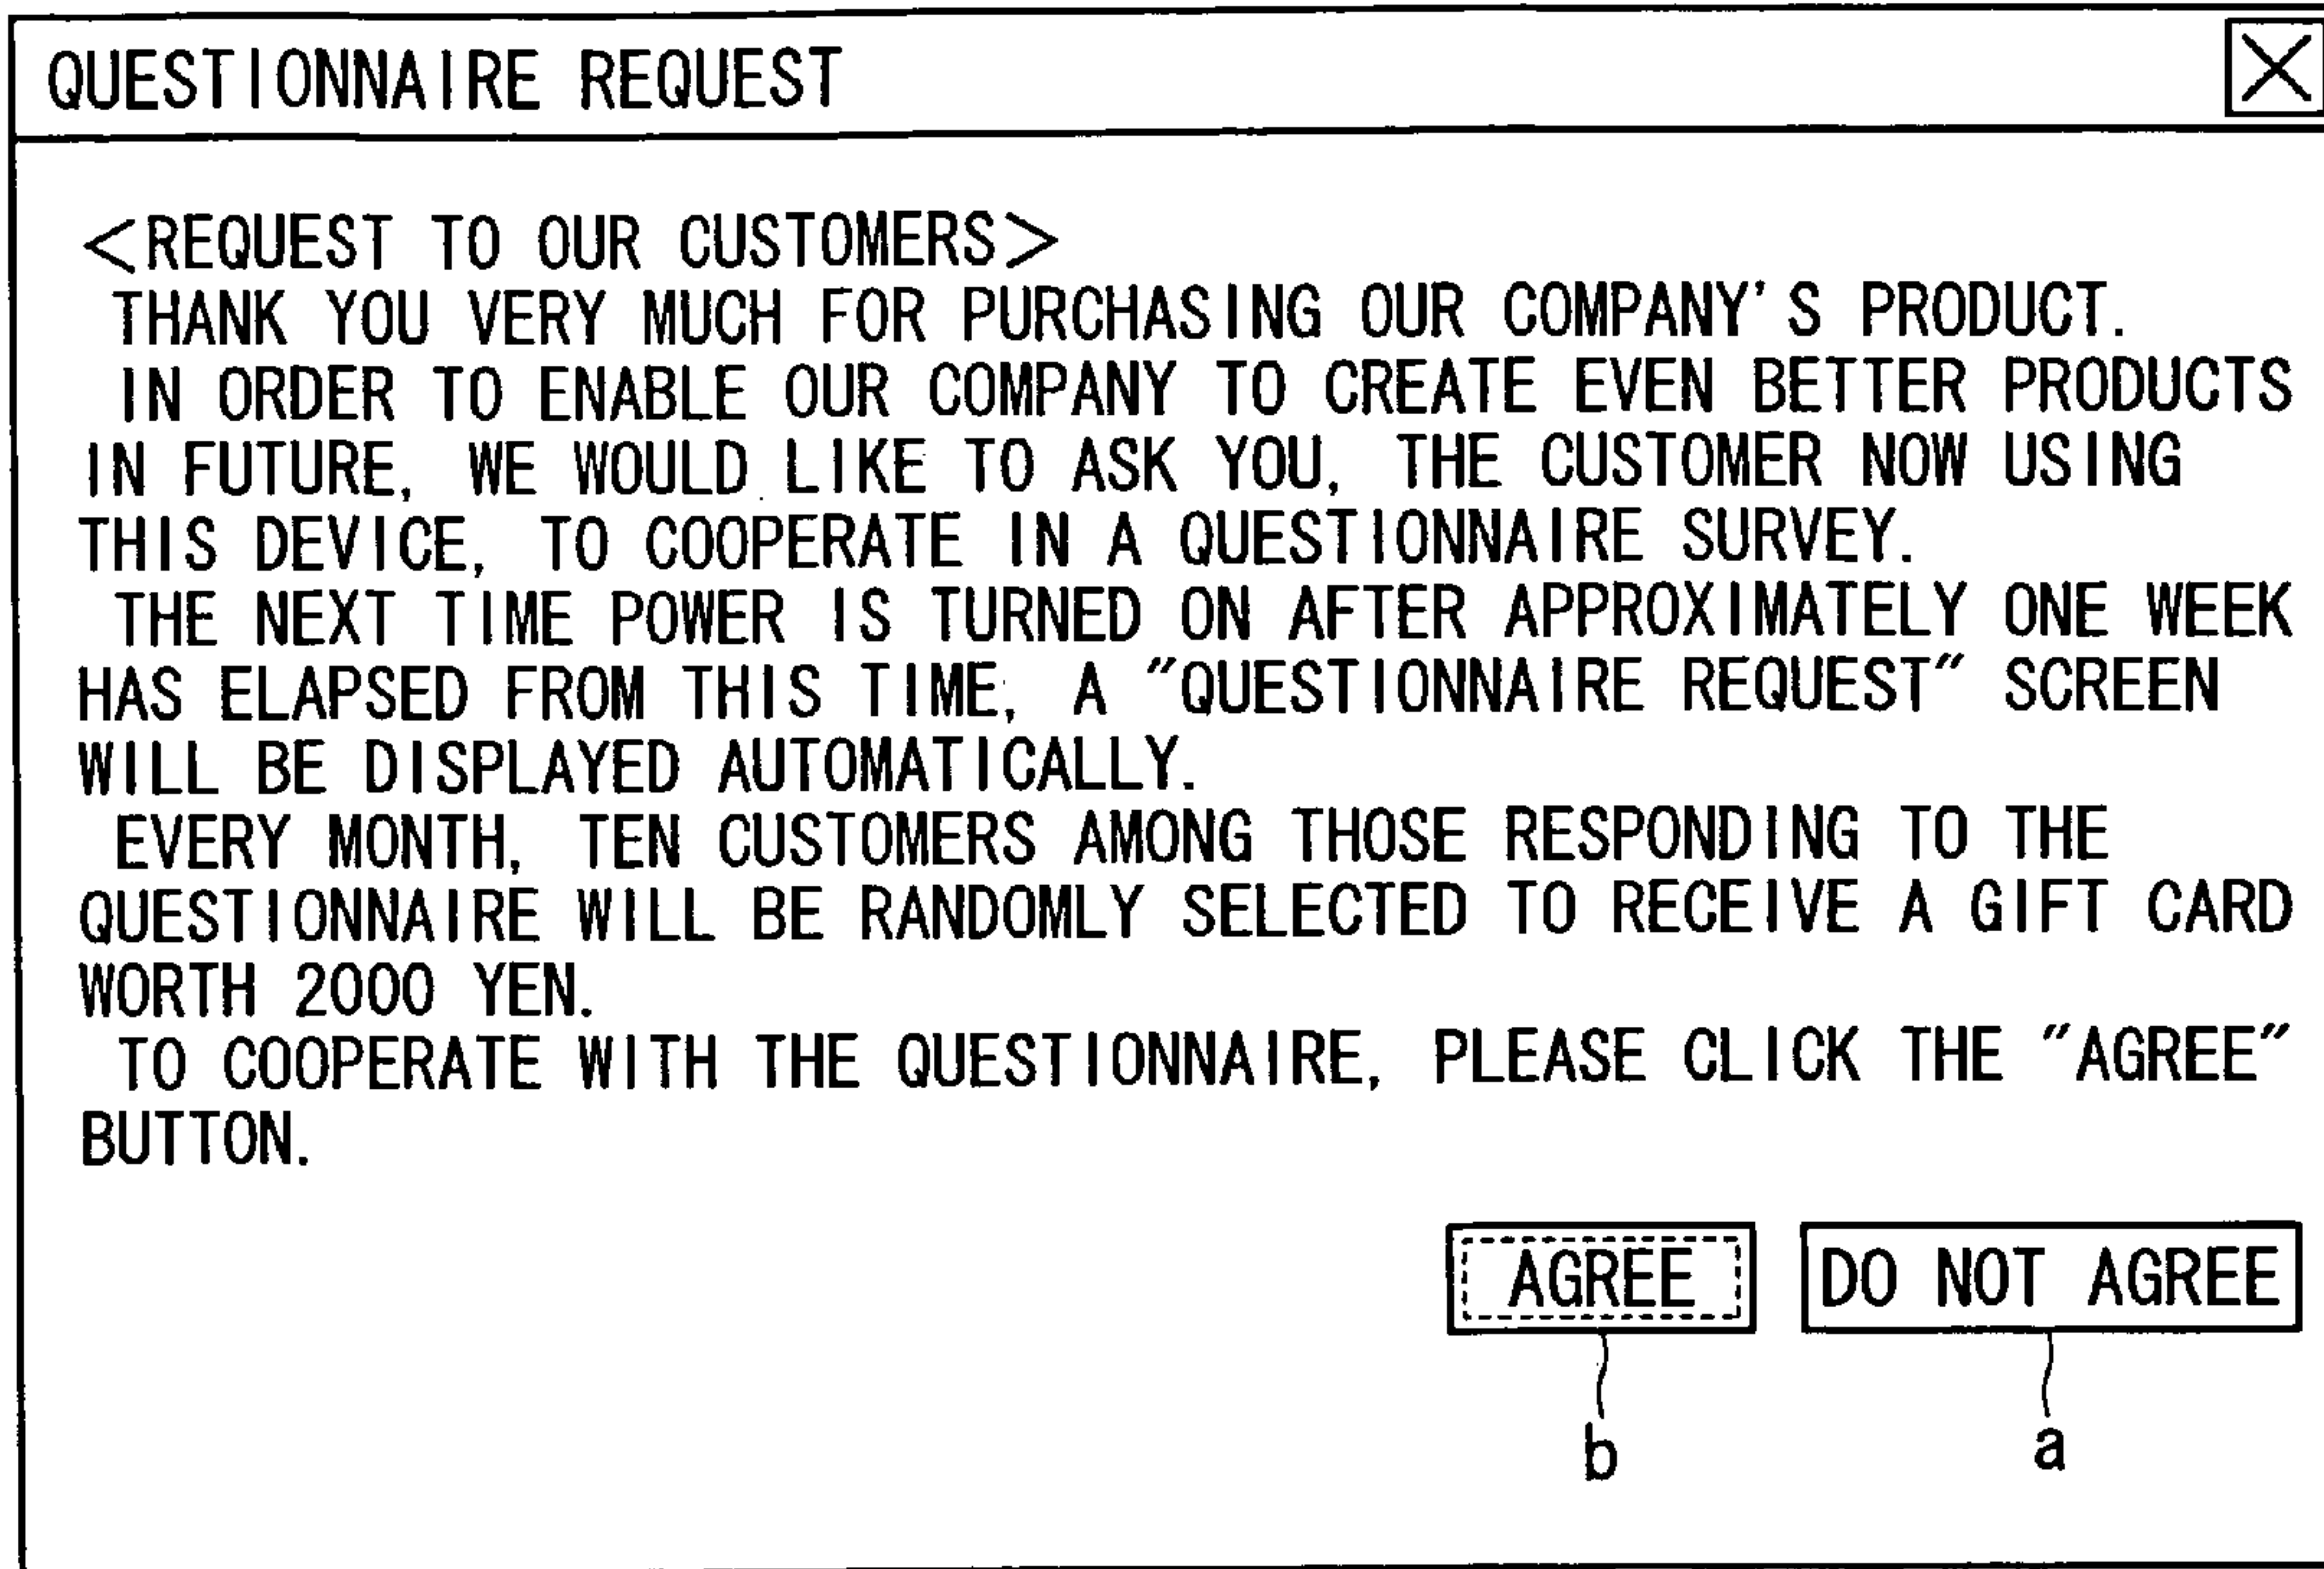 QUESTIONNAIRE REQUEST
<REQUEST TO OUR CUSTOMERS>
THANK YOU VERY MUCH FOR PURCHASING OUR COMPANY'S PRODUCT.
IN ORDER TO ENABLE OUR COMPANY TO CREATE EVEN BETTER PRODUCTS
IN FUTURE, WE WOULD LIKE TO ASK YOU, THE CUSTOMER NOW USING
THIS DEVICE, TO COOPERATE IN A QUESTIONNAIRE SURVEY.
THE NEXT TIME POWER IS TURNED ON AFTER APPROXIMATELY ONE WEEK
HAS ELAPSED FROM THIS TIME, A "QUESTIONNAIRE REQUEST" SCREEN
WILL BE DISPLAYED AUTOMATICALLY.
EVERY MONTH, TEN CUSTOMERS AMONG THOSE RESPONDING TO THE
QUESTIONNAIRE WILL BE RANDOMLY SELECTED TO RECEIVE A GIFT CARD
WORTH 2000 YEN.
TO COOPERATE WITH THE QUESTIONNAIRE, PLEASE CLICK THE "AGREE"
BUTTON.
AGREE DO NOT AGREE
b a